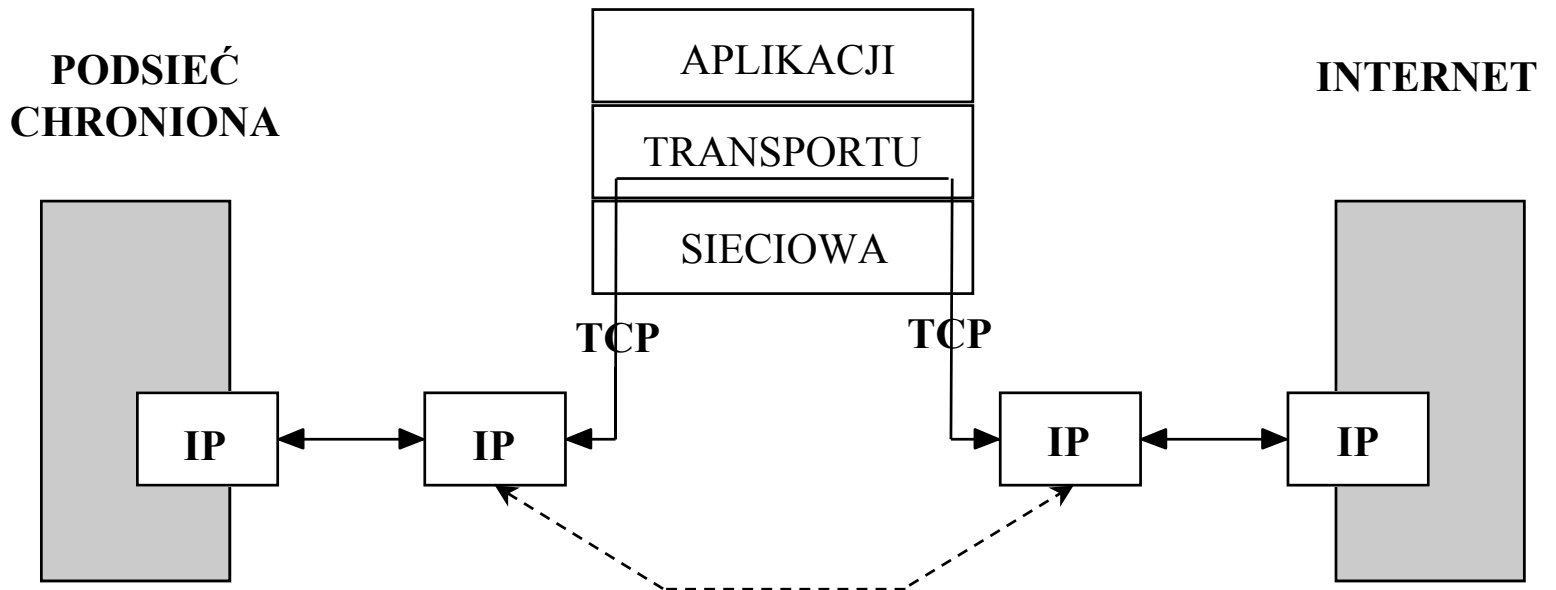 PODSIEĆ
CHRONIONA
APLIKACJI
TRANSPORTU
SIECIOWA
INTERNET
TCP
TCP
IP
IP
IP
IP